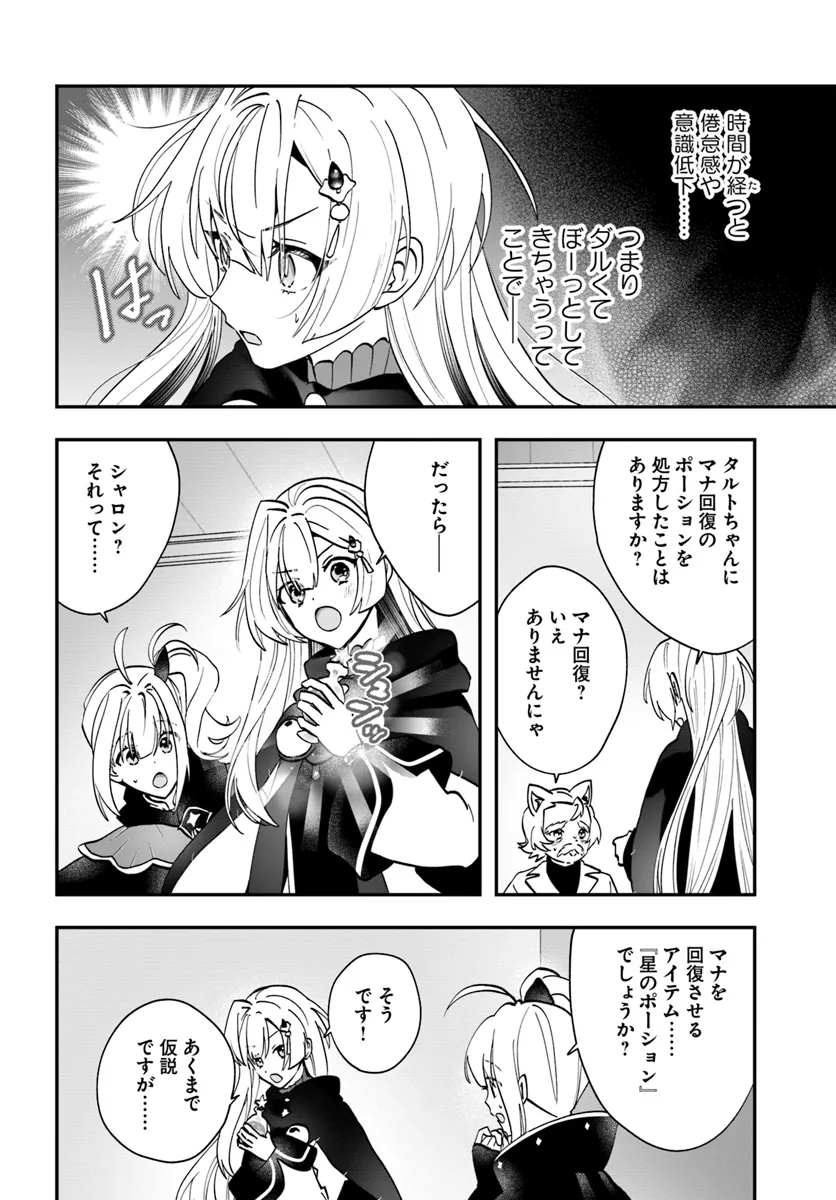 時間が経つと
倦怠感や
意識低下……
つまり
ダルくて
ぼーっとして
きちゃうって
ことで――
はっ
タルトちゃんに
マナ回復の
ポーションを
処方したことは
ありますか？
マナ回復？
いえ
ありませんにゃ
だったら――
シュンッ
シャロン？
それって……
マナを
回復させる
アイテム……
『星のポーション』
でしょうか？
そう
です！
あくまで
仮説
ですが……